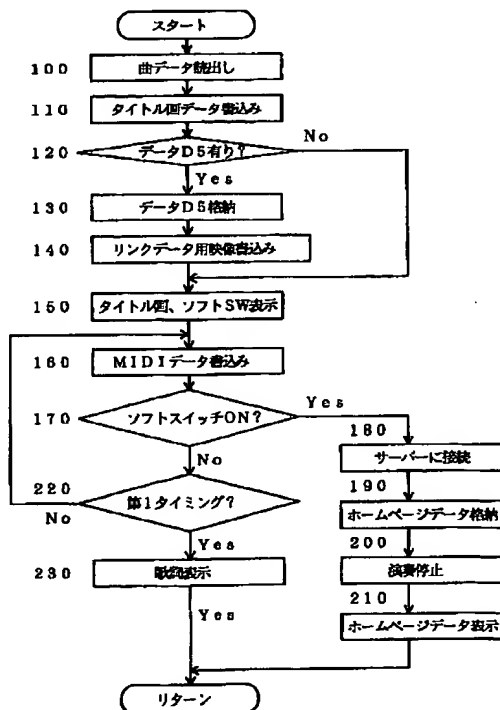 スタート
100
曲データ読出し
110
タイトル画データ書込み
120
データD5有り?
No
Yes
130
データD5格納
140
リンクデータ用映像書込み
150
タイトル画、ソフトSW表示
160
MIDIデータ書込み
170
ソフトスイッチON?
Yes
No
180
サーバーに接続
190
ホームページデータ格納
200
演奏停止
210
ホームページデータ表示
220
第1タイミング?
No
Yes
230
歌詞表示
Yes
リターン